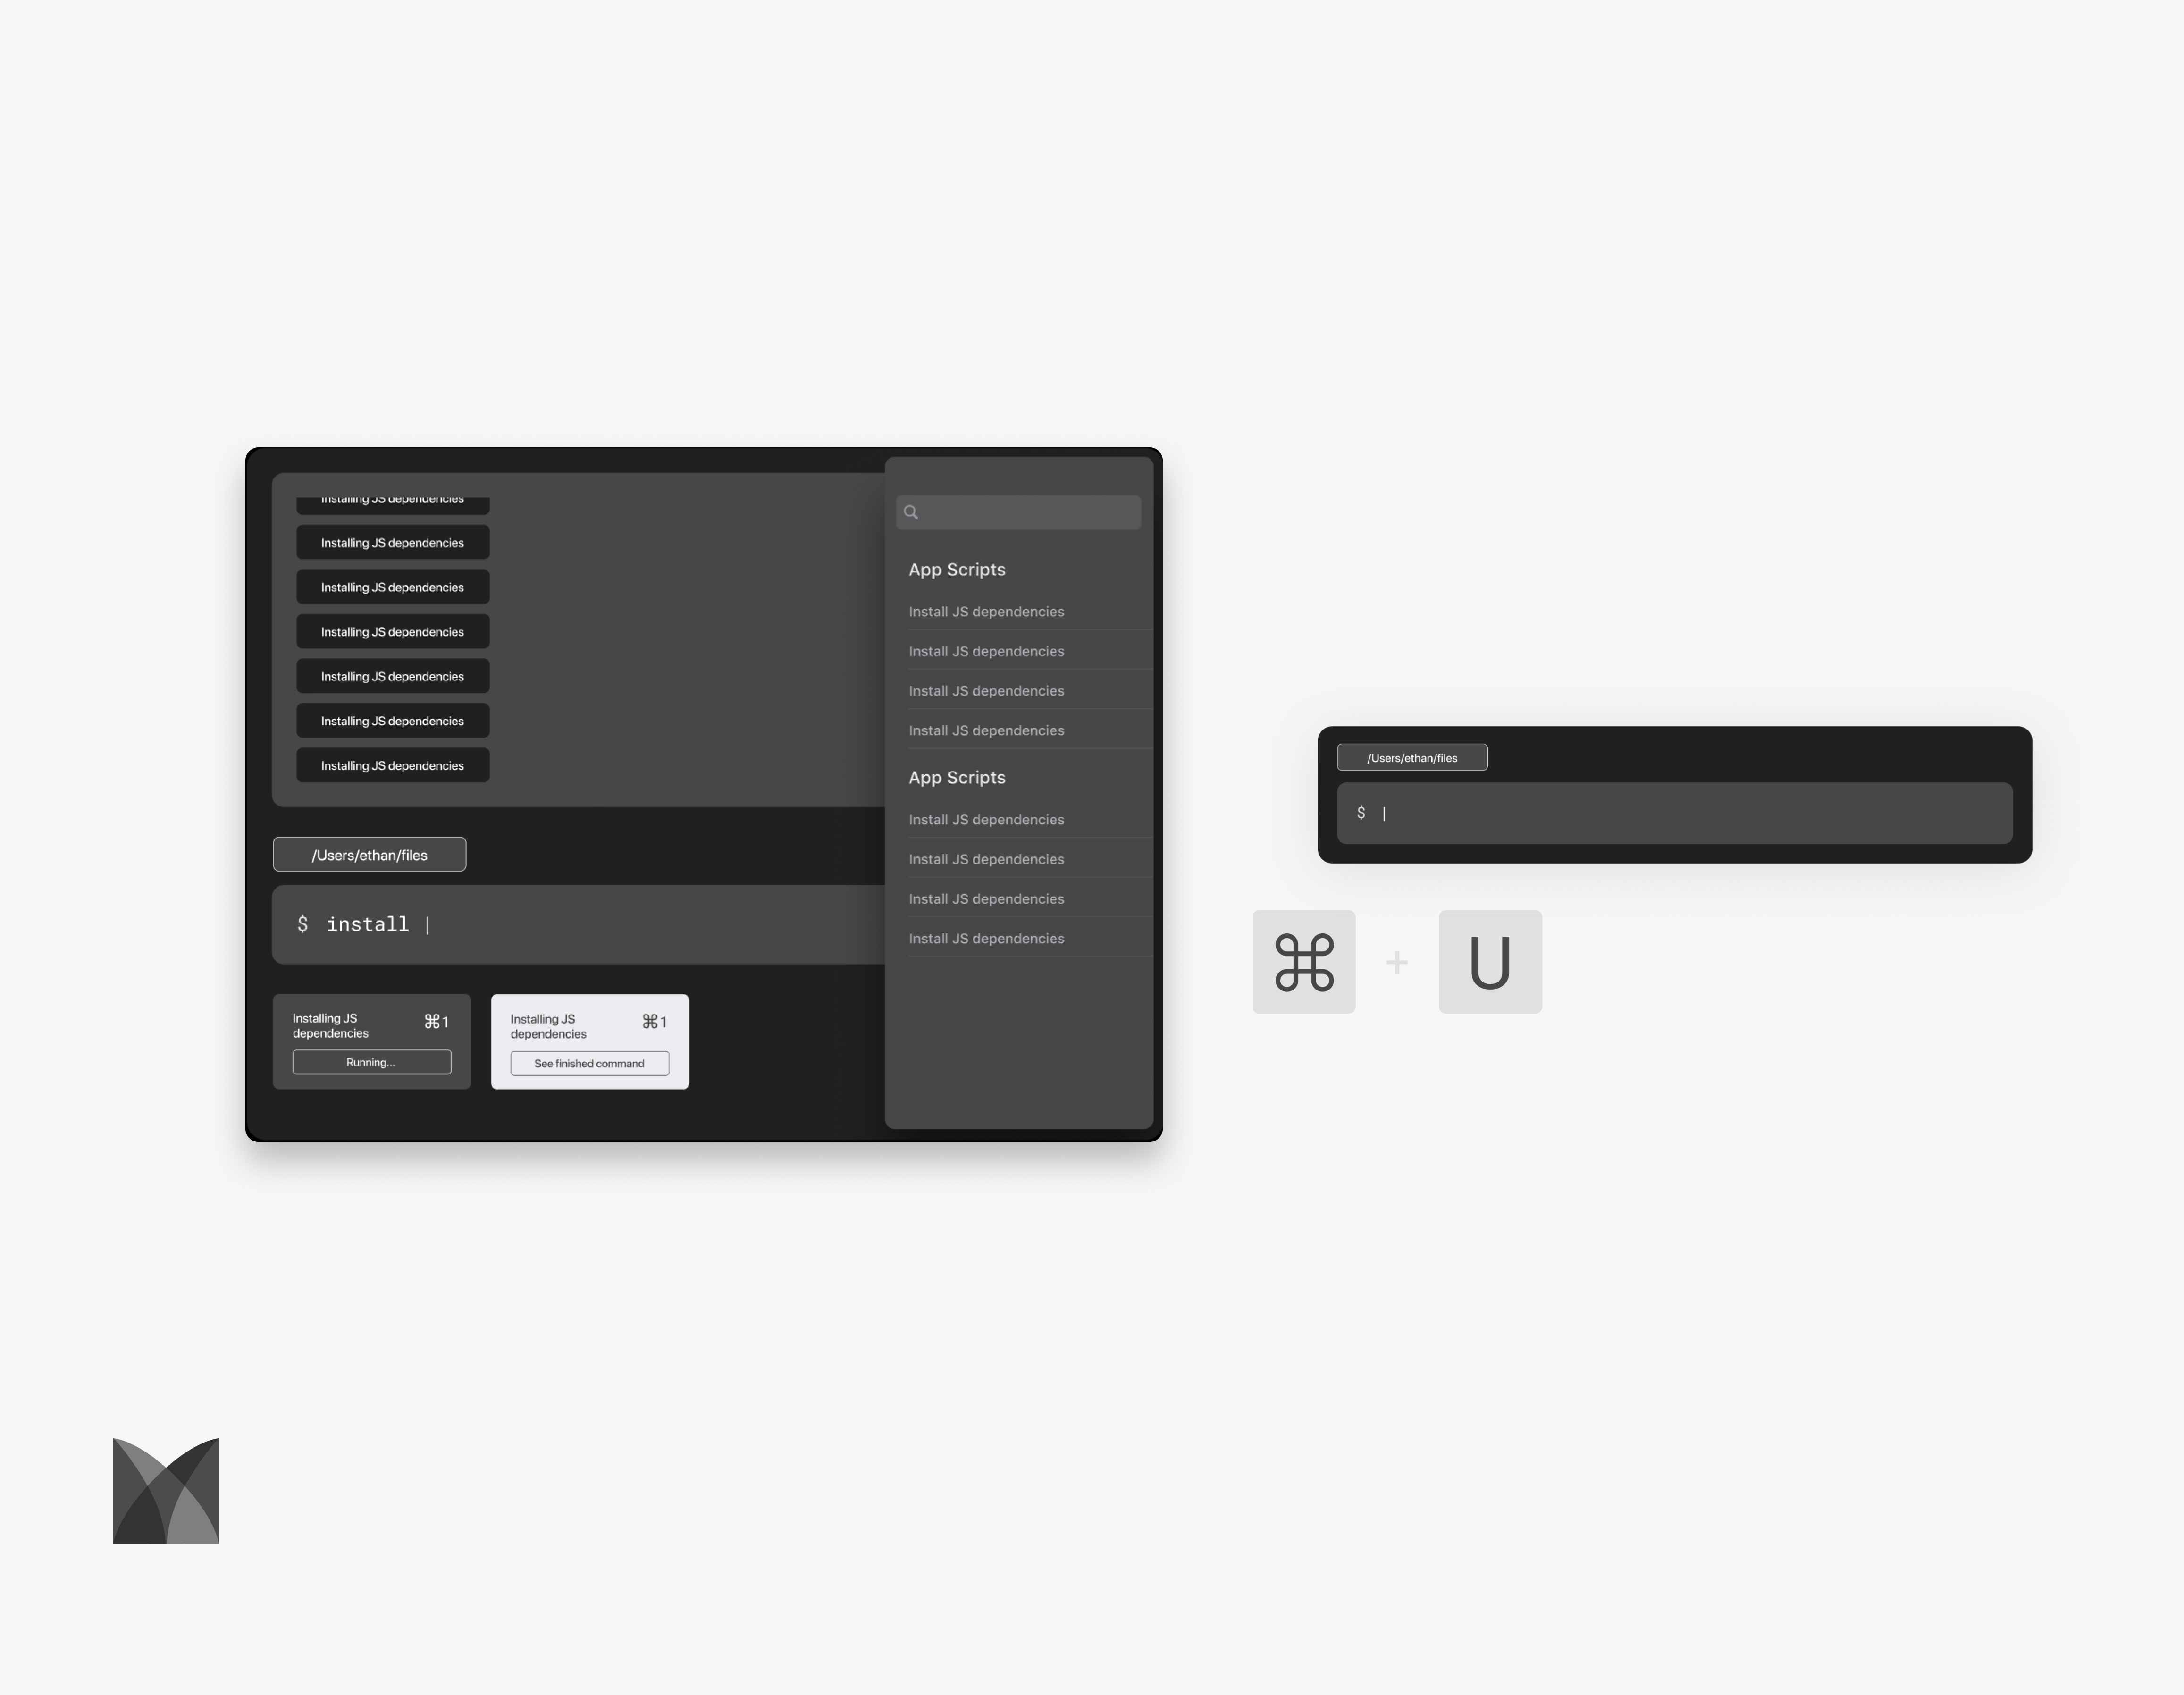 Installing JS dependencies
Installing JS dependencies
Installing JS dependencies
Installing JS dependencies
Installing JS dependencies
Installing JS dependencies
Installing JS dependencies
/Users/ethan/files
$ install |
Installing JS
dependencies
⌘1
Running...
Installing JS
dependencies
⌘1
See finished command
App Scripts
Install JS dependencies
Install JS dependencies
Install JS dependencies
Install JS dependencies
App Scripts
Install JS dependencies
Install JS dependencies
Install JS dependencies
Install JS dependencies
/Users/ethan/files
$ |
⌘ + U